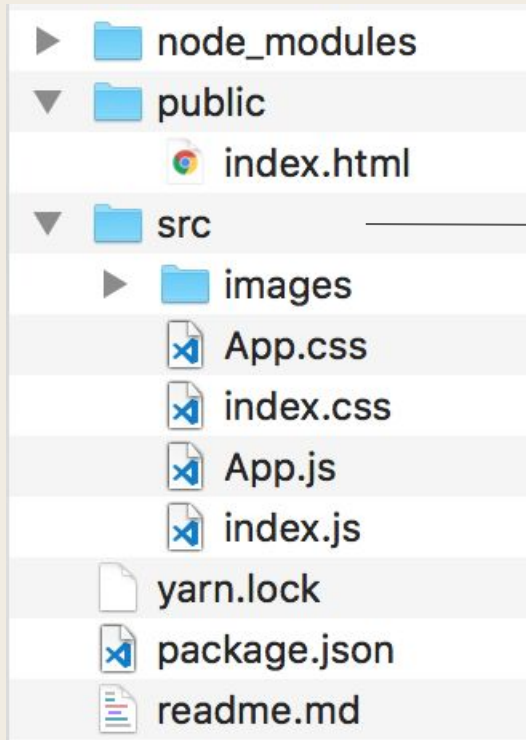 node_modules
public
index.html
src
images
App.css
index.css
App.js
index.js
yarn.lock
package.json
readme.md